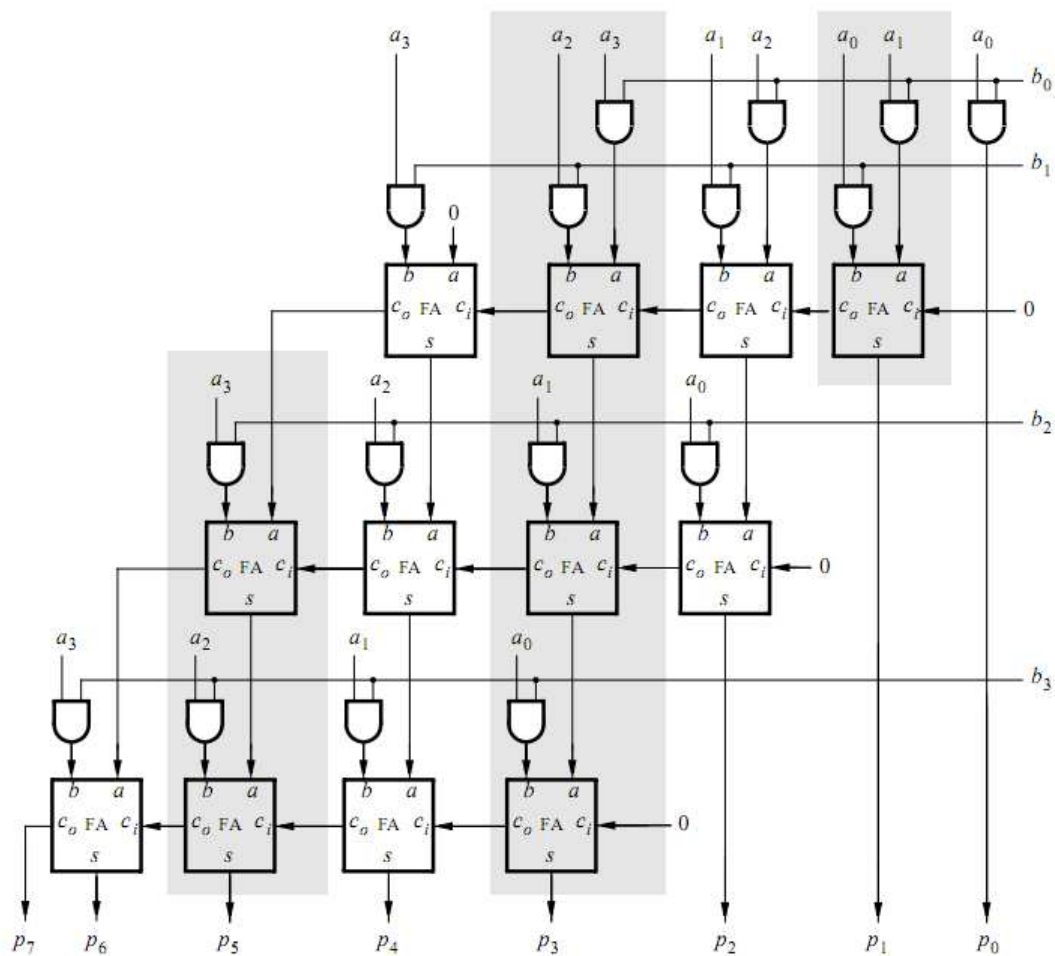 a₃ a₂ a₃ a₁ a₂ a₀ a₁ a₀
b₀
b₁
0
b a b a b a b a
cₒ FA cᵢ cₒ FA cᵢ cₒ FA cᵢ cₒ FA cᵢ 0
s s s s
a₃ a₂ a₁ a₀
b₂
b a b a b a b a
cₒ FA cᵢ cₒ FA cᵢ cₒ FA cᵢ cₒ FA cᵢ 0
s s s s
a₃ a₂ a₁ a₀
b₃
b a b a b a b a
cₒ FA cᵢ cₒ FA cᵢ cₒ FA cᵢ cₒ FA cᵢ 0
s s s s
p₇ p₆ p₅ p₄ p₃ p₂ p₁ p₀